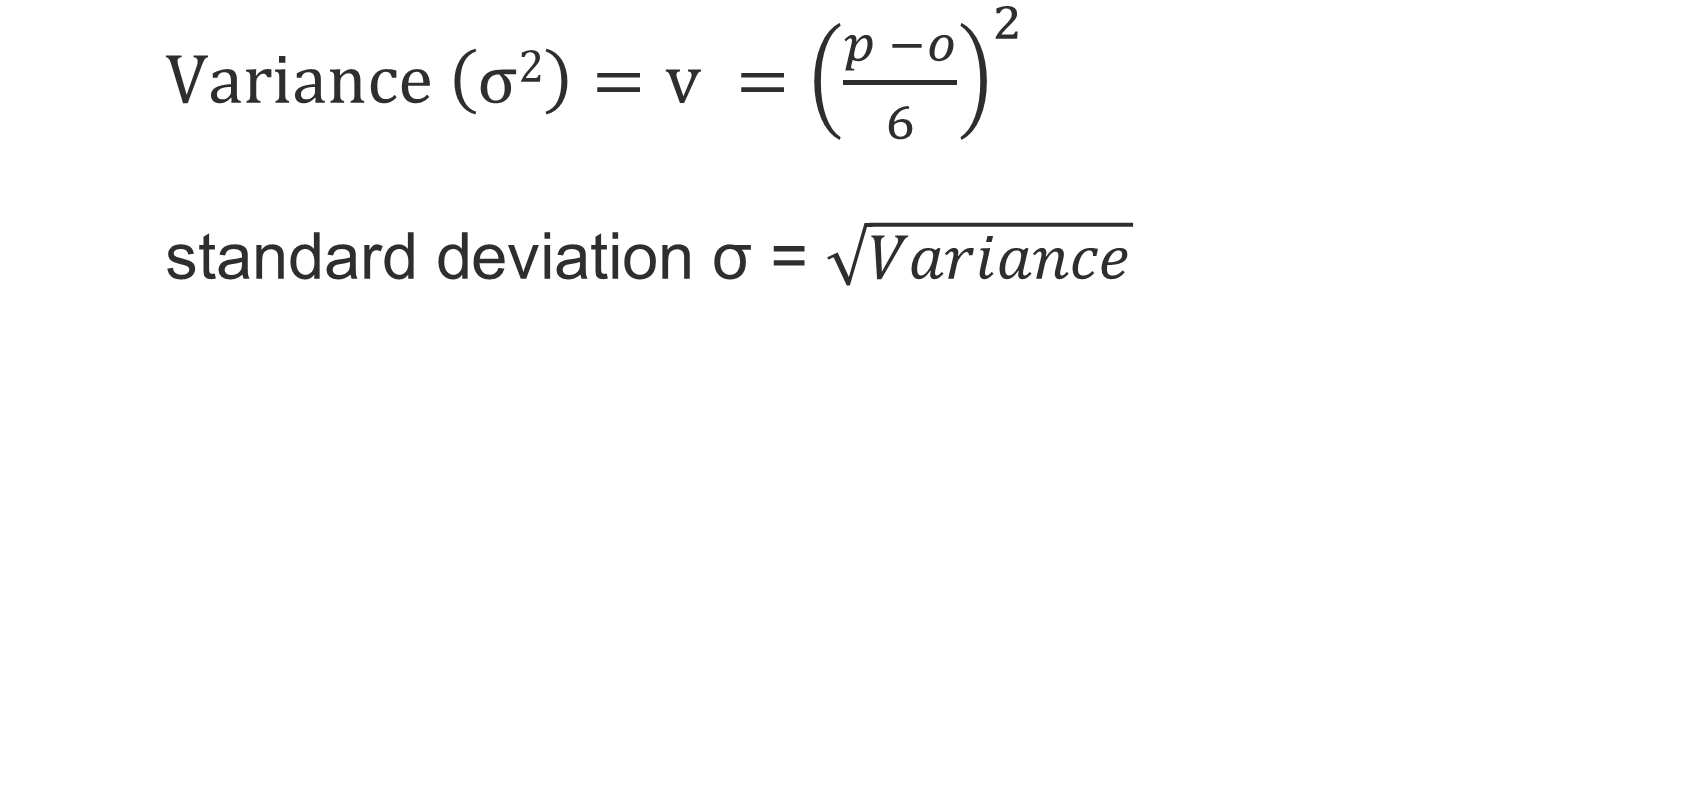 Variance (σ²) = v = ((p − o)/6)²
standard deviation σ = √Variance